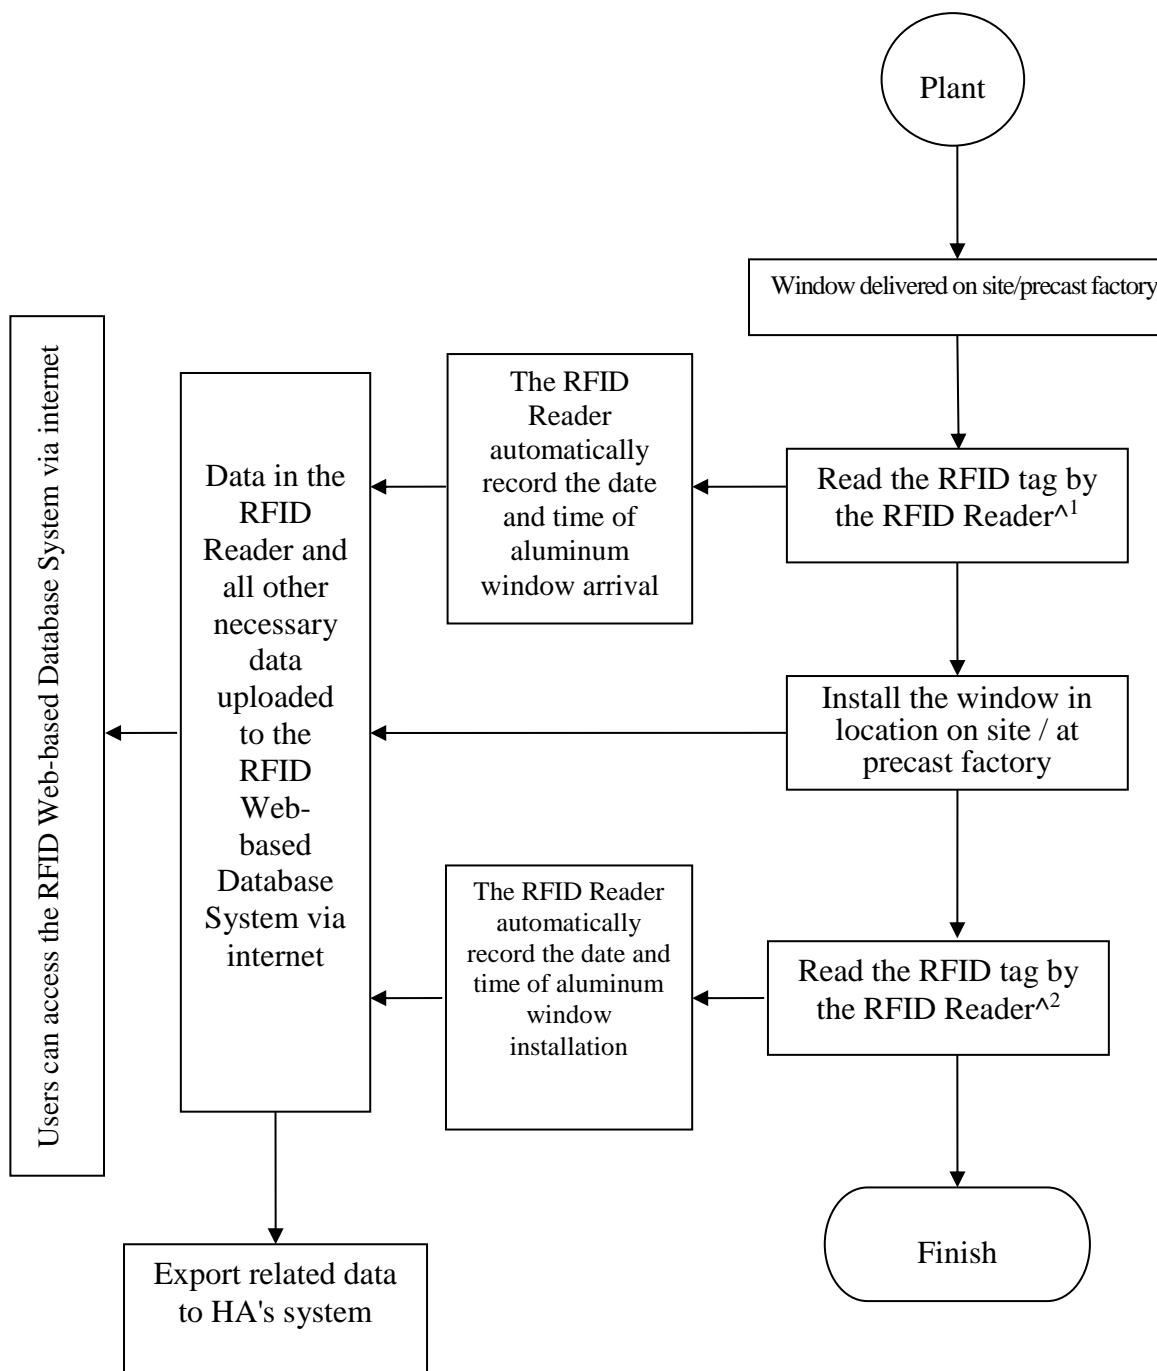 Plant
Window delivered on site/precast factory
Users can access the RFID Web-based Database System via internet
Data in the
RFID
Reader and
all other
necessary
data
uploaded
to the
RFID
Web-
based
Database
System via
internet
The RFID
Reader
automatically
record the date
and time of
aluminum
window arrival
Read the RFID tag by
the RFID Reader^1
Install the window in
location on site / at
precast factory
The RFID Reader
automatically
record the date and
time of aluminum
window
installation
Read the RFID tag by
the RFID Reader^2
Export related data
to HA's system
Finish